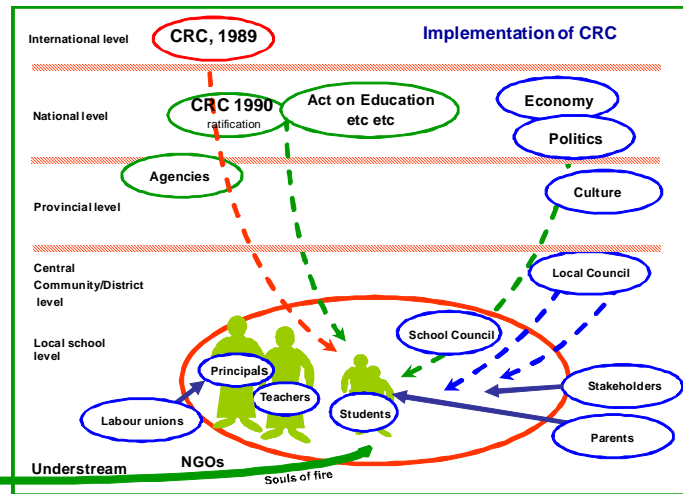 Implementation of CRC
International level
CRC, 1989
National level
CRC 1990
ratification
Act on Education
etc etc
Economy
Politics
Agencies
Provincial level
Culture
Central
Community/District
level
Local Council
Local school
level
School Council
Principals
Teachers
Students
Stakeholders
Labour unions
Parents
Understream
NGOs
Souls of fire